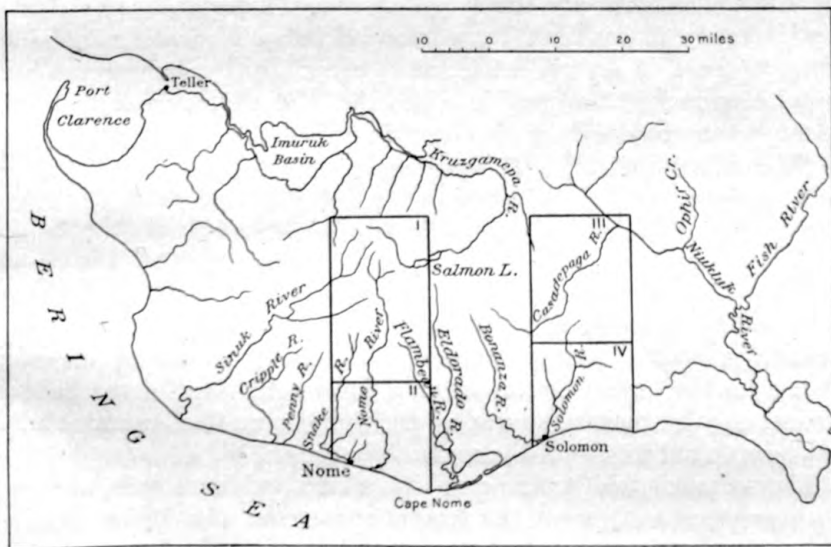 10 0 10 20 30 miles
Port
Clarence
Teller
Imuruk
Basin
Kruzgamepa R.
BERING
SEA
I
Salmon L.
III
Casadepaga R.
Ophir Cr.
Niukluk
River
Fish River
Sinuk River
Cripple R.
Penny R.
Snake R.
Nome River
Flambeau R.
Eldorado R.
Bonanza R.
II
IV
Solomon R.
Solomon
Nome
Cape Nome